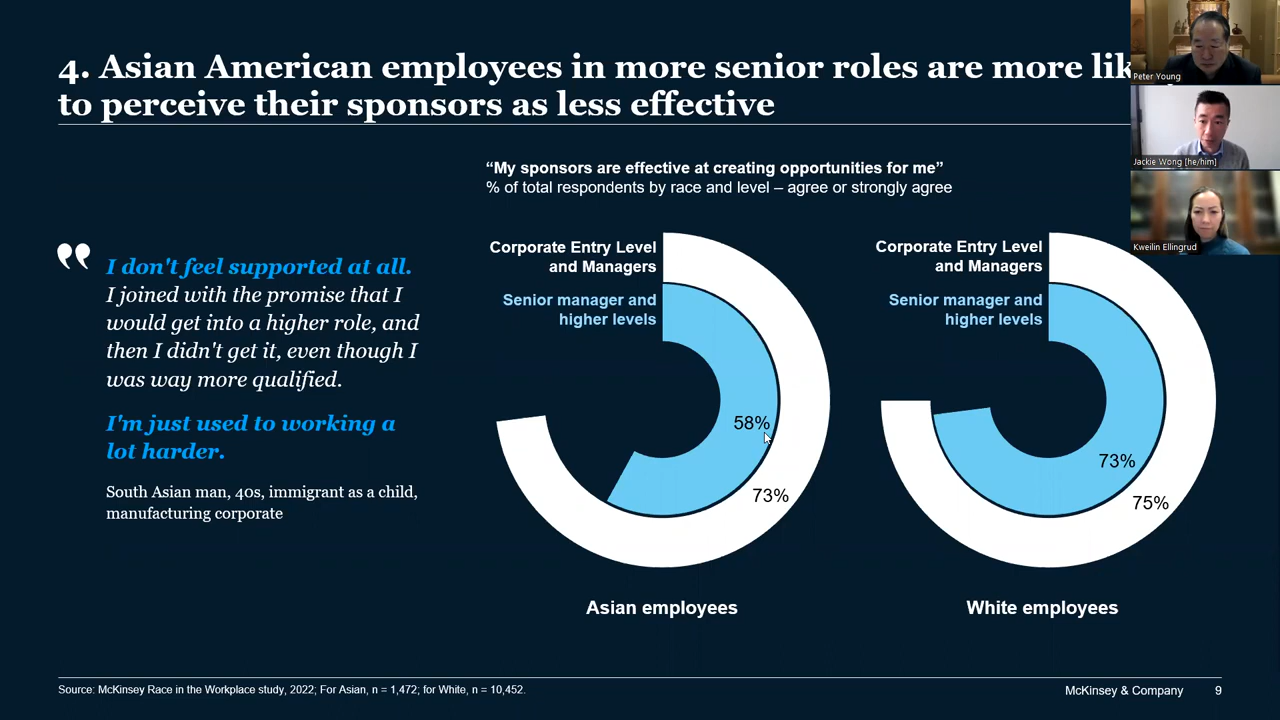 4. Asian American employees in more senior roles are more
to perceive their sponsors as less effective
“My sponsors are effective at creating opportunities for me”
% of total respondents by race and level – agree or strongly agree
I don't feel supported at all.
I joined with the promise that I
would get into a higher role, and
then I didn't get it, even though I
was way more qualified.
I'm just used to working a
lot harder.
South Asian man, 40s, immigrant as a child,
manufacturing corporate
Corporate Entry Level
and Managers
Senior manager and
higher levels
58%
73%
Asian employees
Corporate Entry Level
and Managers
Senior manager and
higher levels
73%
75%
White employees
Source: McKinsey Race in the Workplace study, 2022; For Asian, n = 1,472; for White, n = 10,452.
McKinsey & Company
9
Peter Young
Jackie Wong [he/him]
Kweilin Ellingrud